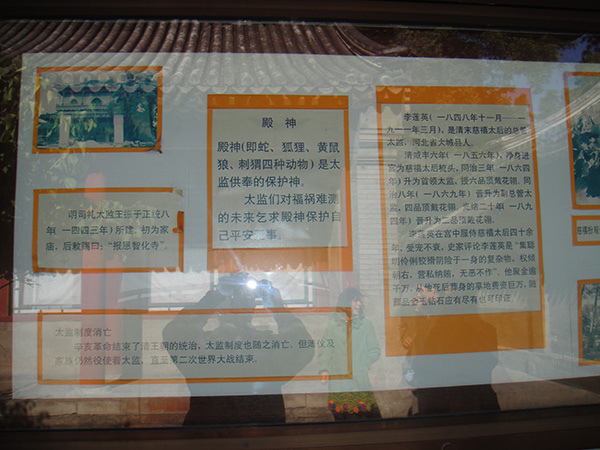 明司礼太监王振于正统八
年(一四四三年)所建,初为家
庙,后敕赐曰:“报恩智化寺”。
殿 神
殿神(即蛇、狐狸、黄鼠
狼、刺猬四种动物)是太
监供奉的保护神。
太监们对福祸难测
的未来乞求殿神保护自
己平安无事。
太监制度消亡
辛亥革命结束了清王朝的统治,太监制度也随之消亡。但溥仪及
家族仍然役使着太监,直至第二次世界大战结束。
李莲英(一八四八年十一月——一
九一一年三月),是清末慈禧太后的总管
太监,河北省大城县人。
清咸丰六年(一八五六年),净身进
宫为慈禧太后梳头,同治三年(一八六四
年)升为首领太监,授六品顶戴花翎,同
治八年(一八六九年)晋升为副总管太
监,四品顶戴花翎,光绪二十年(一八
九四年)晋升为二品顶戴花翎。
李莲英在宫中服侍慈禧太后四十余
年,受宠不衰,史家评论李莲英是“集聪
明伶俐狡猾阴险于一身的复杂物,权倾
朝右,营私纳贿,无恶不作”,他聚金逾
千万,从他死后葬身的墓地费资巨万,随
葬品金玉钻石应有尽有也可印证。